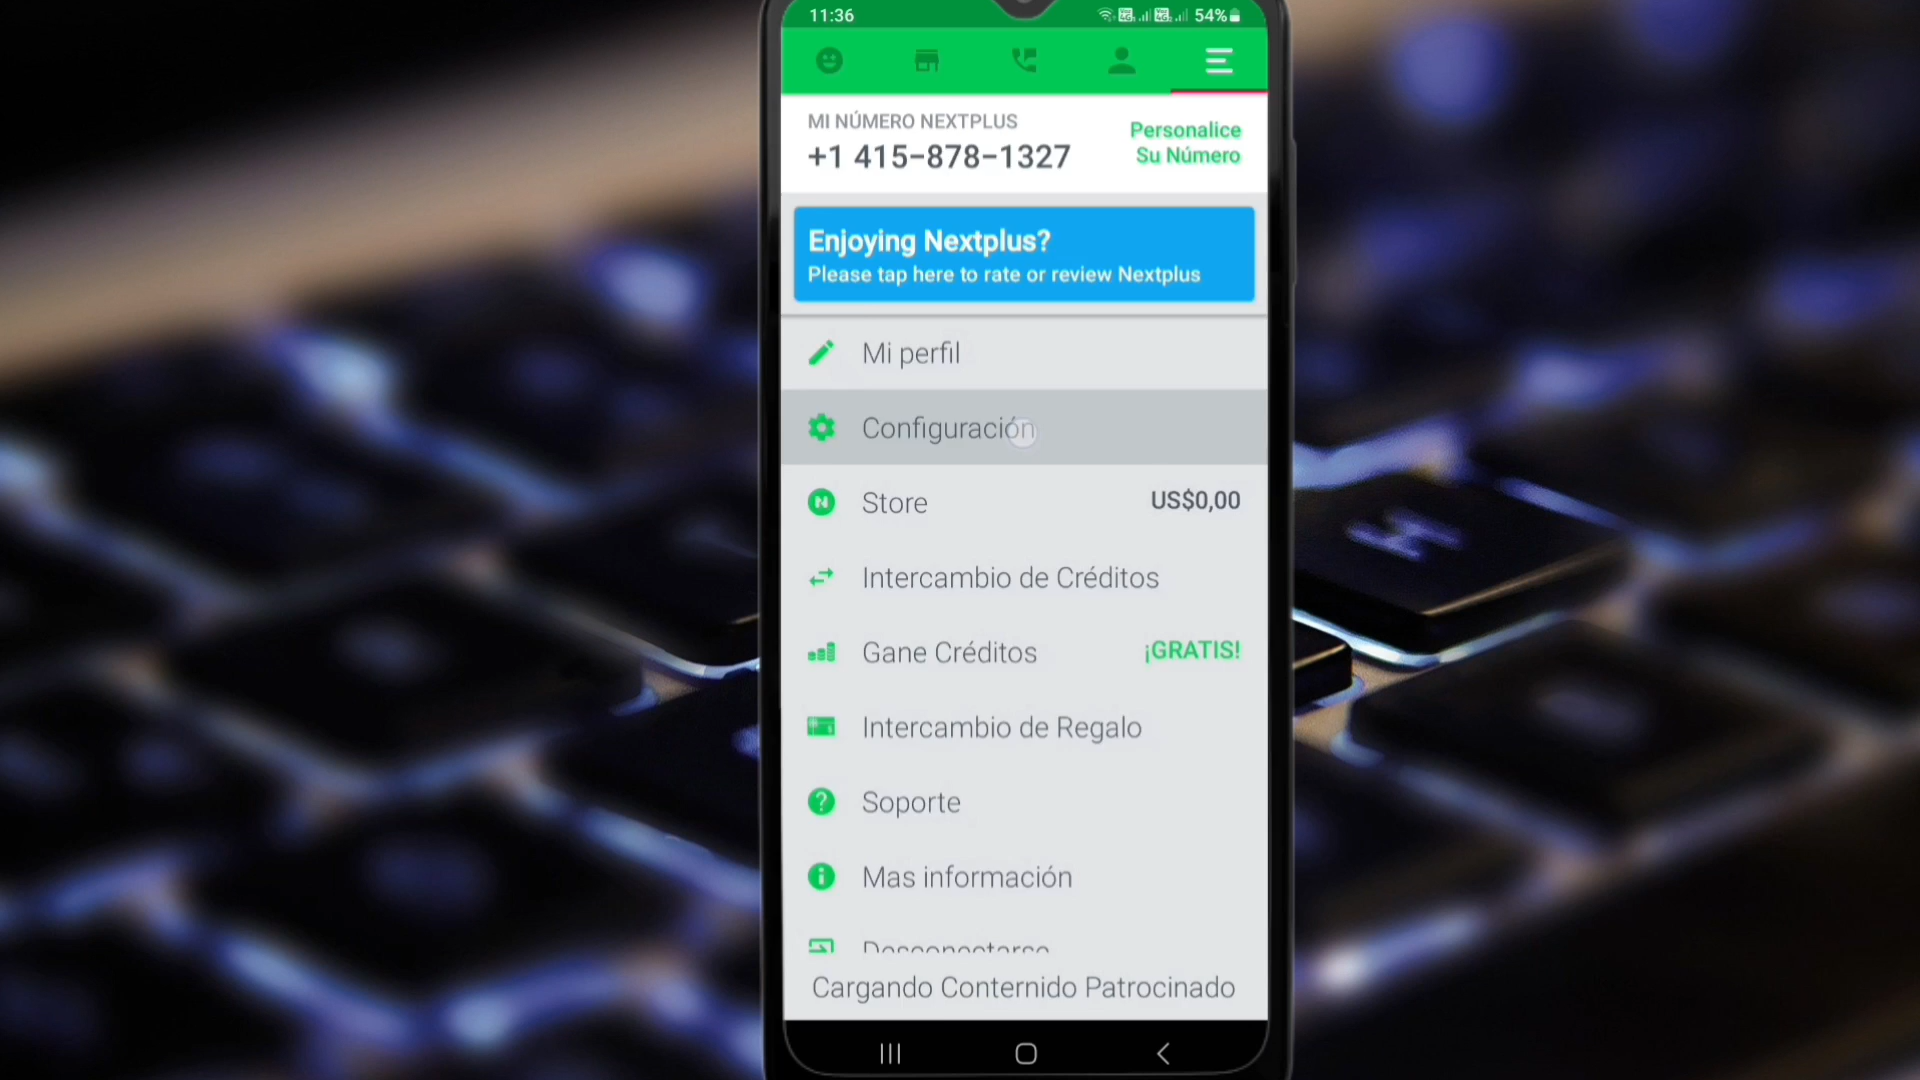 11:36
54%
MI NÚMERO NEXTPLUS
+1 415-878-1327
Personalice
Su Número
Enjoying Nextplus?
Please tap here to rate or review Nextplus
Mi perfil
Configuración
Store
US$0,00
Intercambio de Créditos
Gane Créditos
¡GRATIS!
Intercambio de Regalo
Soporte
Mas información
Desconectarse
Cargando Conternido Patrocinado